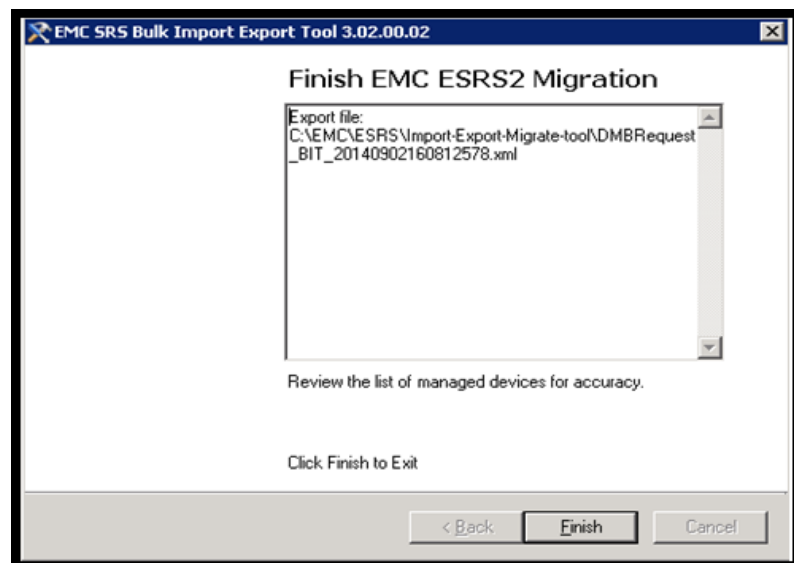 EMC SRS Bulk Import Export Tool 3.02.00.02
Finish EMC ESRS2 Migration
Export file:
C:\EMC\ESRS\Import-Export-Migrate-tool\DMBRequest
_BIT_20140902160812578.xml
Review the list of managed devices for accuracy.
Click Finish to Exit
< Back Finish Cancel